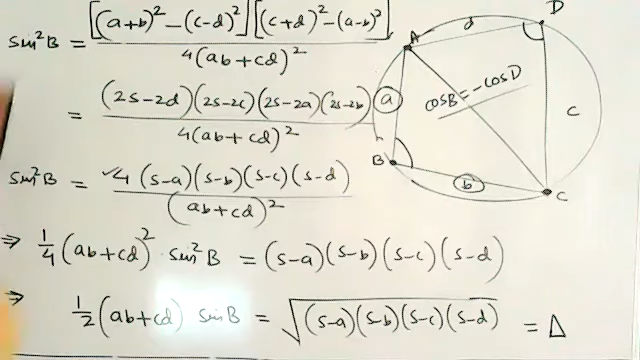 sin²B = [(a+b)² - (c-d)²] [(c+d)² - (a-b)²] / 4(ab+cd)²
= (2s-2d)(2s-2c)(2s-2a)(2s-2b) / 4(ab+cd)²
sin²B = 4(s-a)(s-b)(s-c)(s-d) / (ab+cd)²
⇒ 1/4 (ab+cd)² sin²B = (s-a)(s-b)(s-c)(s-d)
⇒ 1/2 (ab+cd) sinB = √(s-a)(s-b)(s-c)(s-d) = Δ
D
d
A
a
cosB = -cosD
c
B
b
C